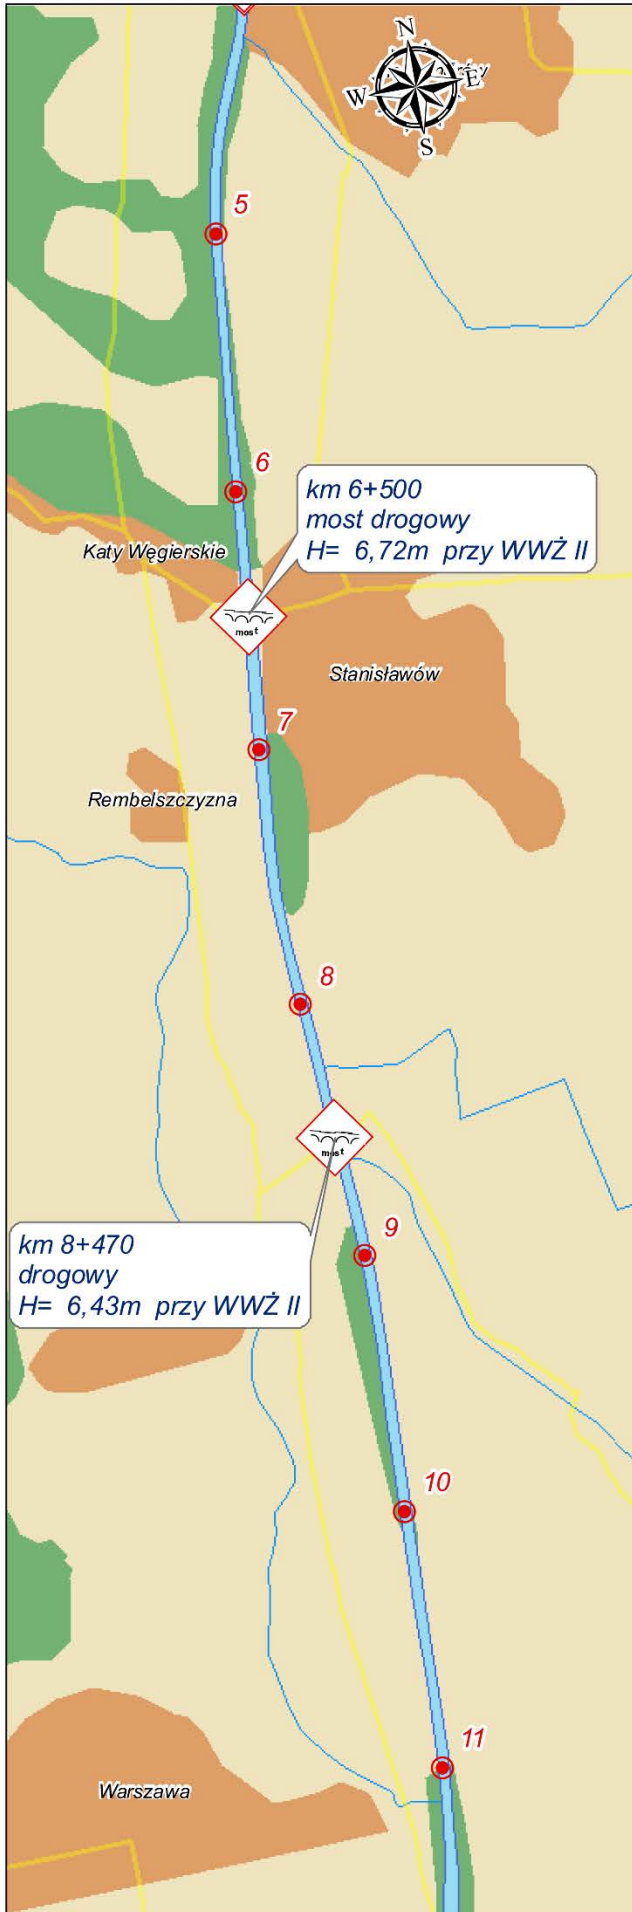 N
W
E
S
5
6
km 6+500
most drogowy
H= 6,72m przy WWŻ II
Katy Węgierskie
most
Stanisławów
7
Rembelszczyzna
8
most
km 8+470
drogowy
H= 6,43m przy WWŻ II
9
10
11
Warszawa